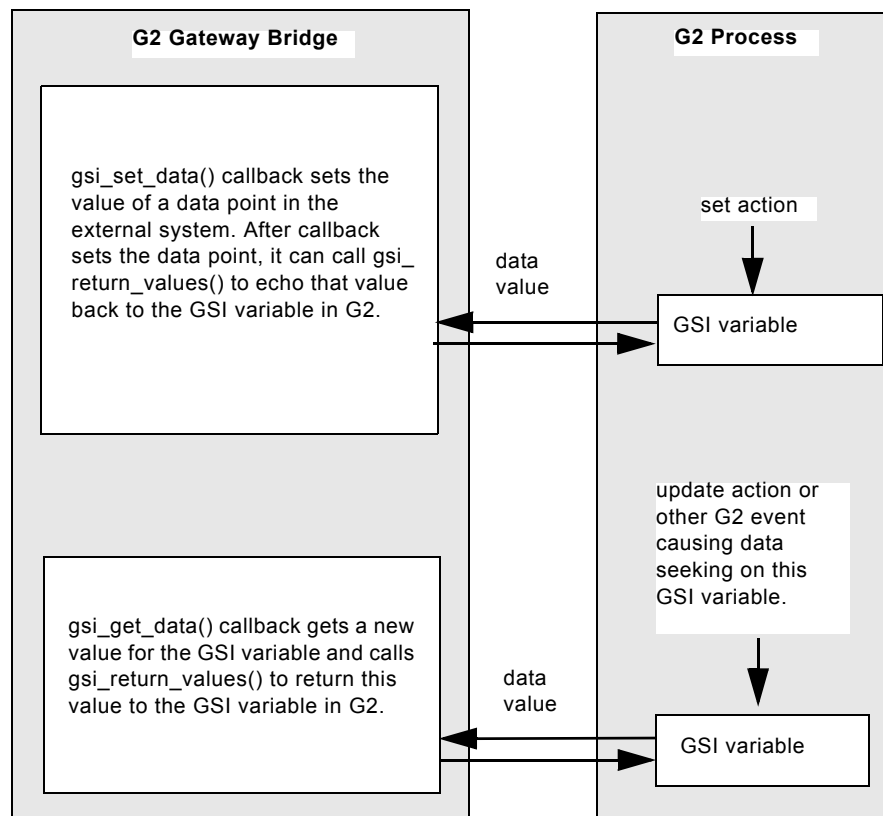 G2 Gateway Bridge
G2 Process
gsi_set_data() callback sets the
value of a data point in the
external system. After callback
sets the data point, it can call gsi_
return_values() to echo that value
back to the GSI variable in G2.
set action
data
value
GSI variable
update action or
other G2 event
causing data
seeking on this
GSI variable.
gsi_get_data() callback gets a new
value for the GSI variable and calls
gsi_return_values() to return this
value to the GSI variable in G2.
data
value
GSI variable